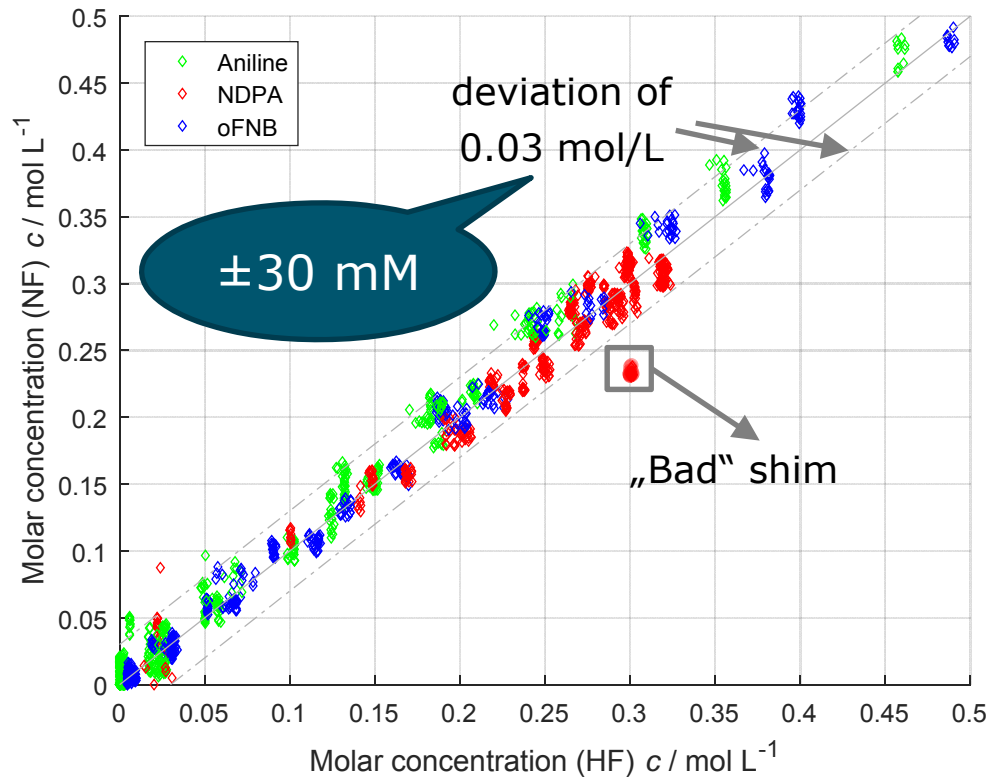 Molar concentration (NF) c / mol L-1
0.5
0.45
0.4
0.35
0.3
0.25
0.2
0.15
0.1
0.05
0
Aniline
NDPA
oFNB
deviation of
0.03 mol/L
±30 mM
„Bad“ shim
0 0.05 0.1 0.15 0.2 0.25 0.3 0.35 0.4 0.45 0.5
Molar concentration (HF) c / mol L-1